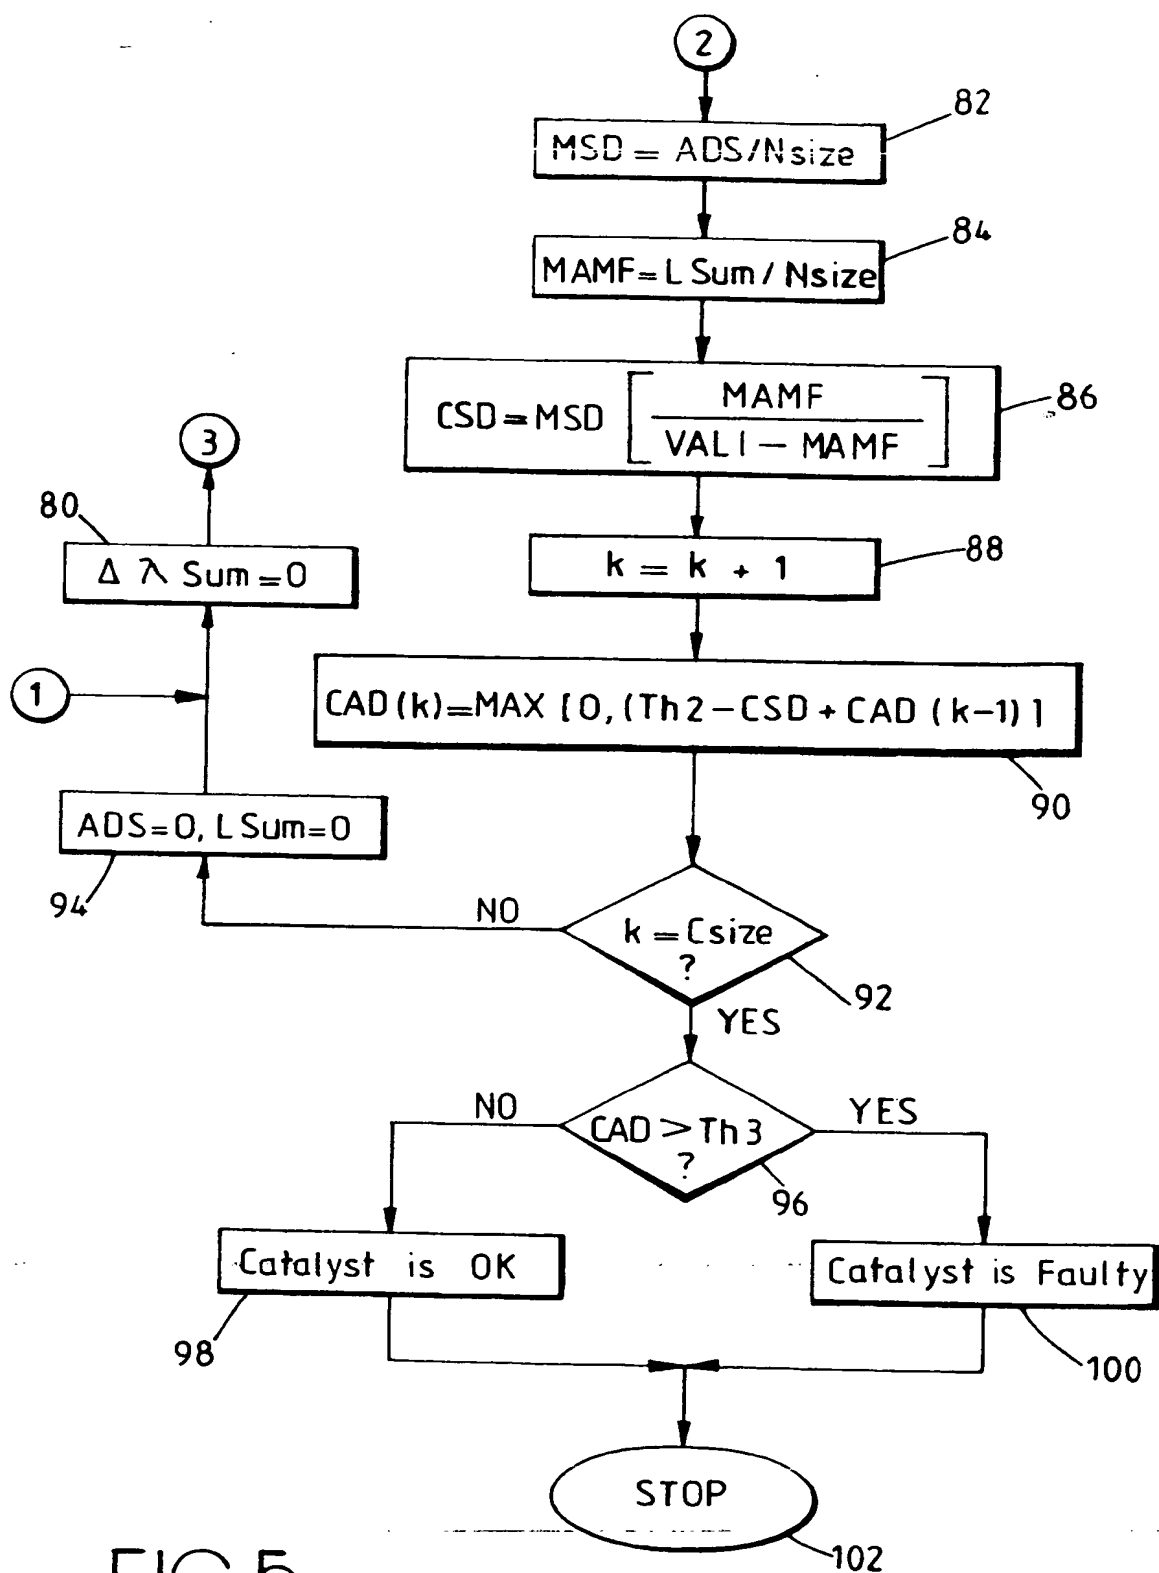 2
82
MSD = ADS/Nsize
84
MAMF = L Sum / Nsize
86
CSD = MSD [ MAMF
VAL1 - MAMF ]
3
80
Δ λ Sum = 0
88
k = k + 1
1
CAD (k) = MAX [ 0, (Th2 - CSD + CAD (k-1) ]
90
ADS = 0, L Sum = 0
94
NO
k = Csize
?
92
YES
NO
CAD > Th3
?
YES
96
Catalyst is OK
Catalyst is Faulty
98
100
STOP
102
FIG.5